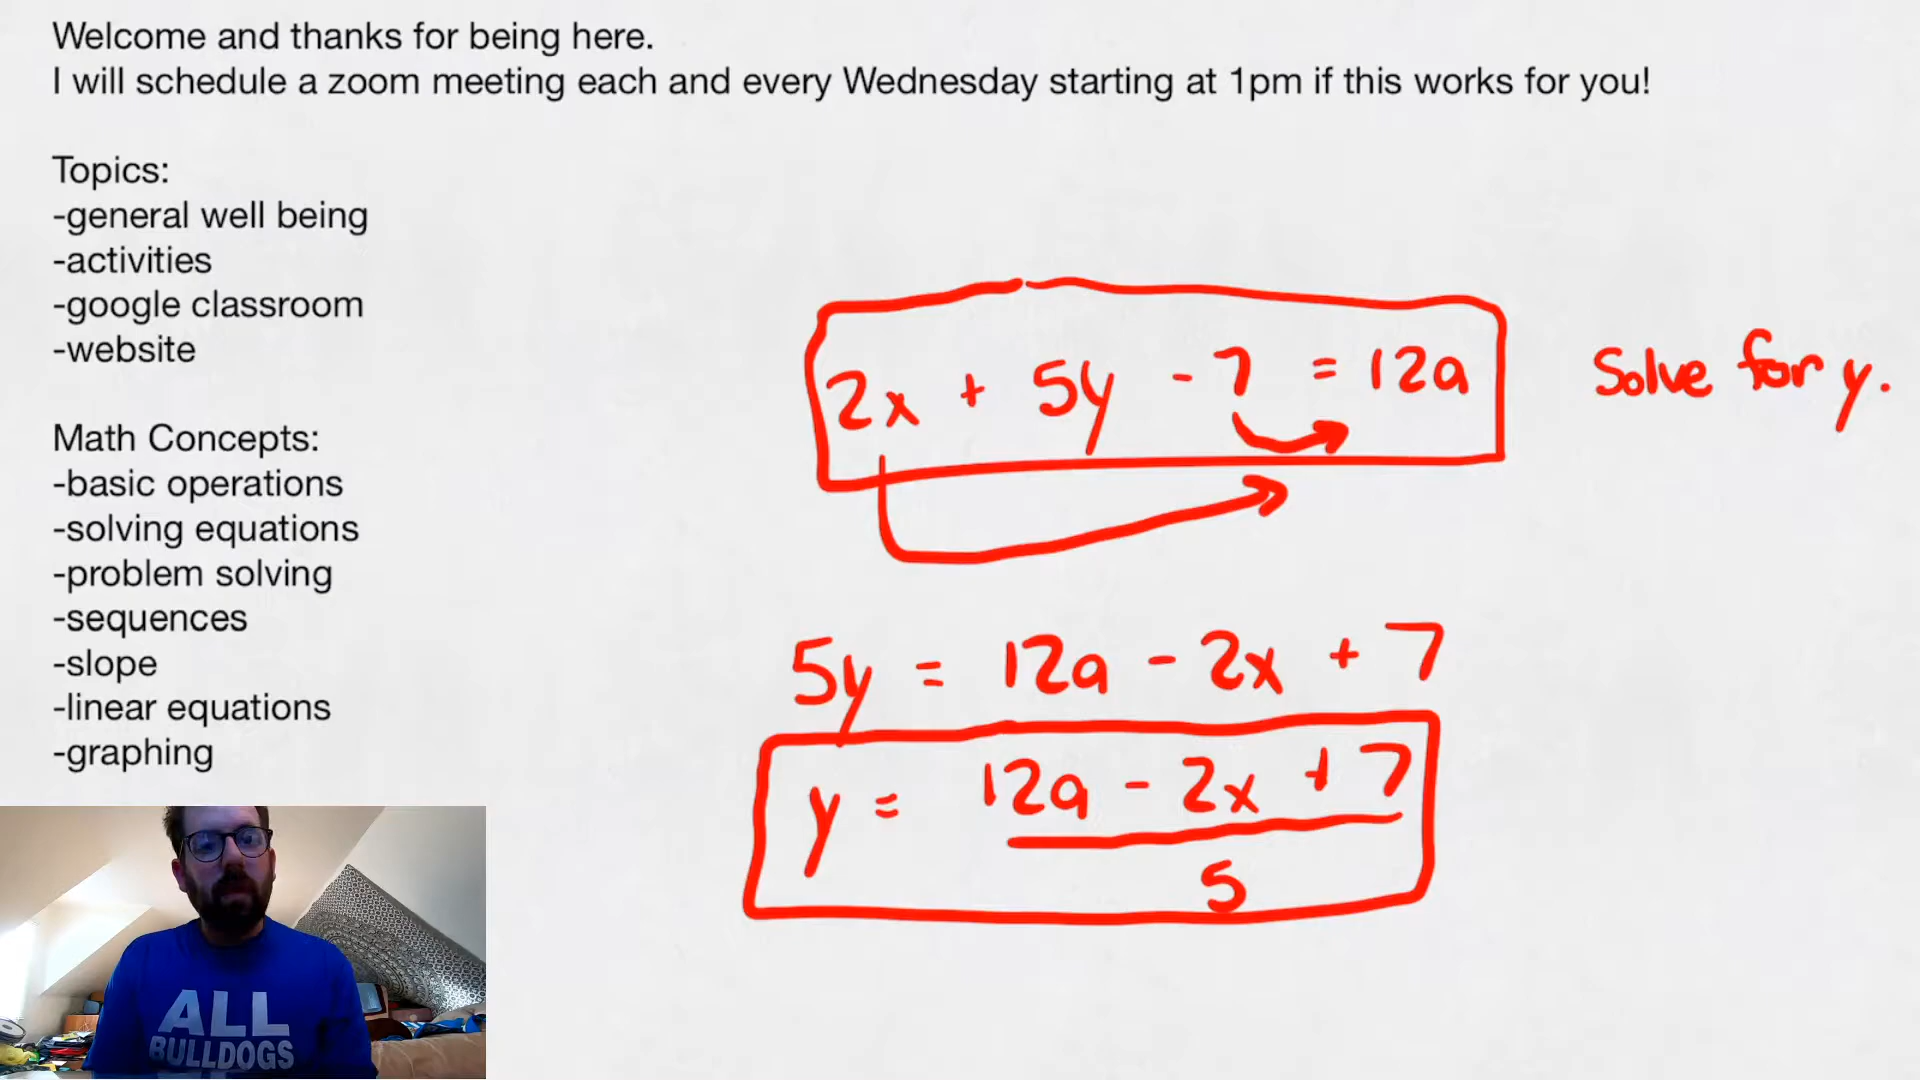 Welcome and thanks for being here.
I will schedule a zoom meeting each and every Wednesday starting at 1pm if this works for you!
Topics:
-general well being
-activities
-google classroom
-website
Math Concepts:
-basic operations
-solving equations
-problem solving
-sequences
-slope
-linear equations
-graphing
2x + 5y - 7 = 12a
Solve for y.
5y = 12a - 2x + 7
y = 12a - 2x + 7
5
ALL
BULLDOGS